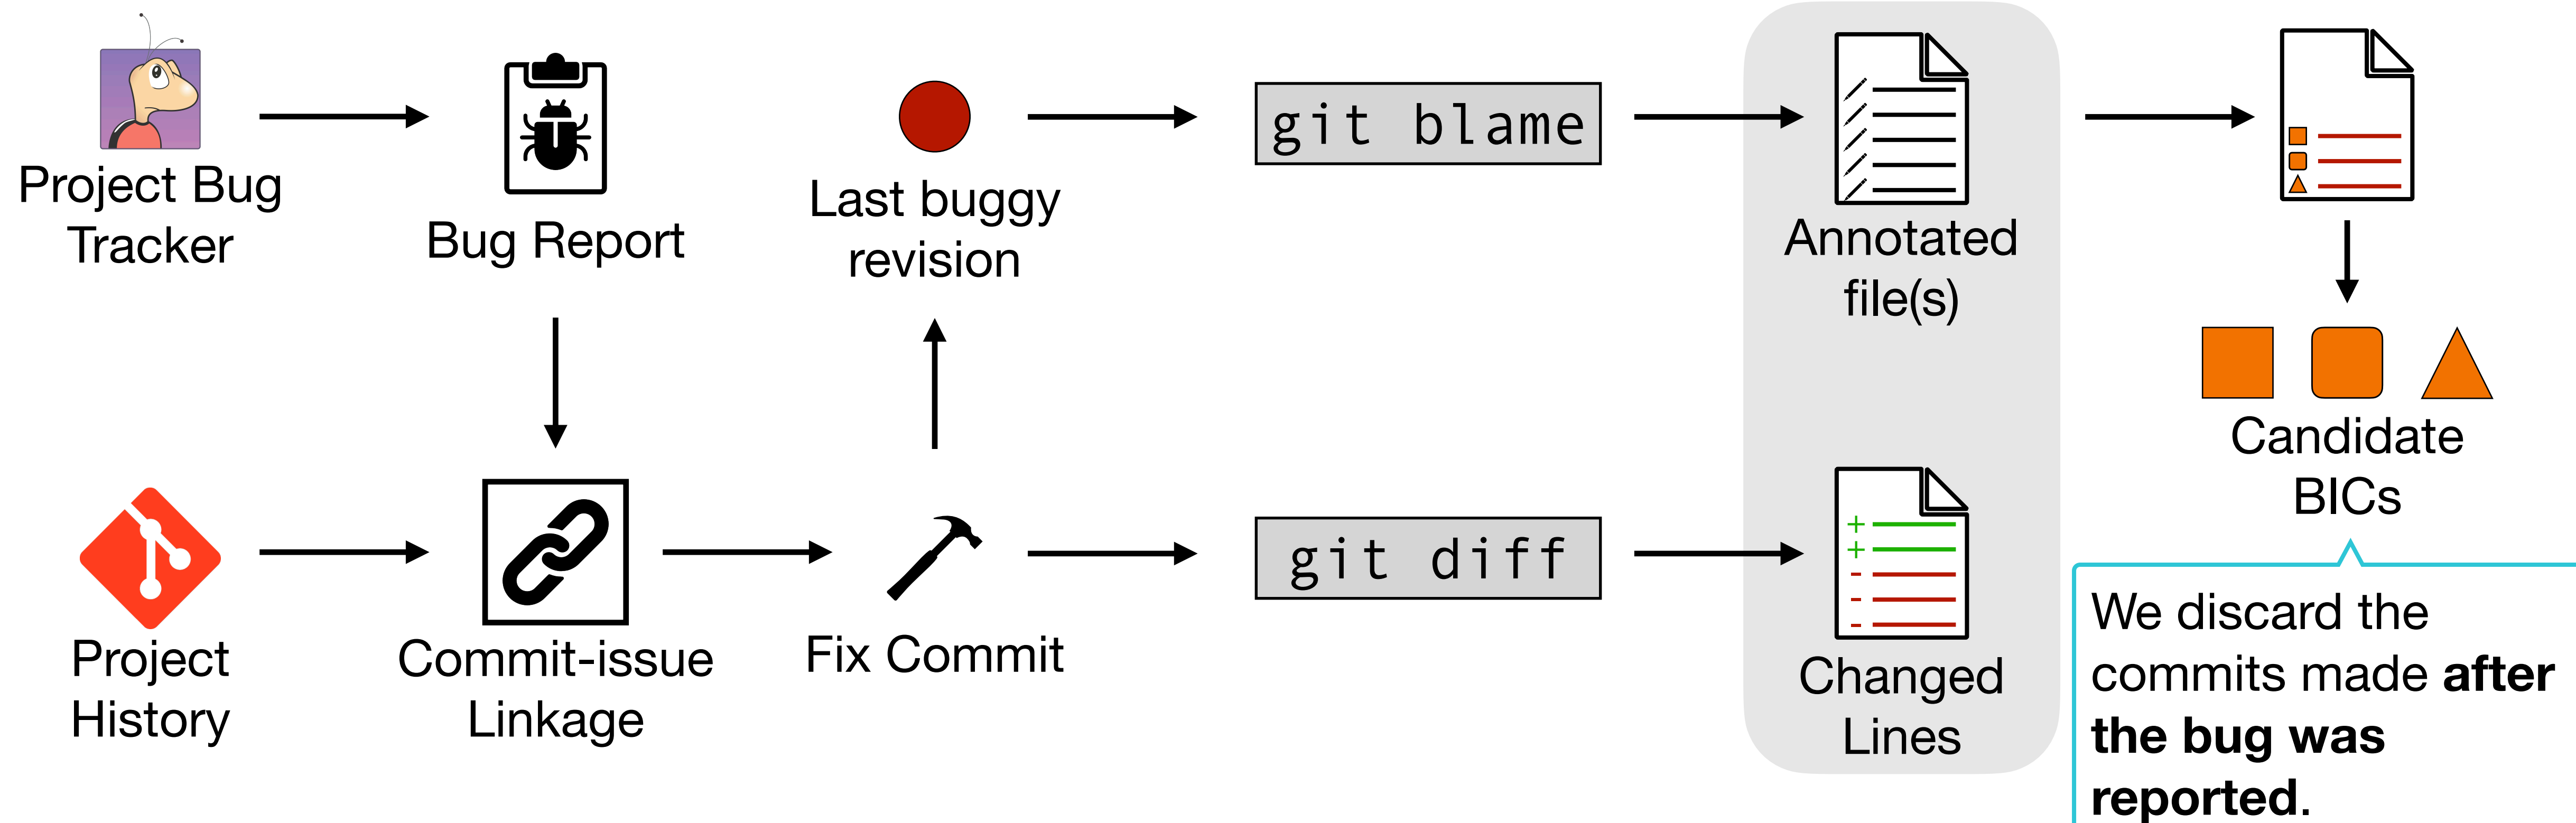 Project Bug
Tracker
Bug Report
Last buggy
revision
git blame
Annotated
file(s)
Candidate
BICs
Project
History
Commit-issue
Linkage
Fix Commit
git diff
Changed
Lines
We discard the
commits made after
the bug was
reported.